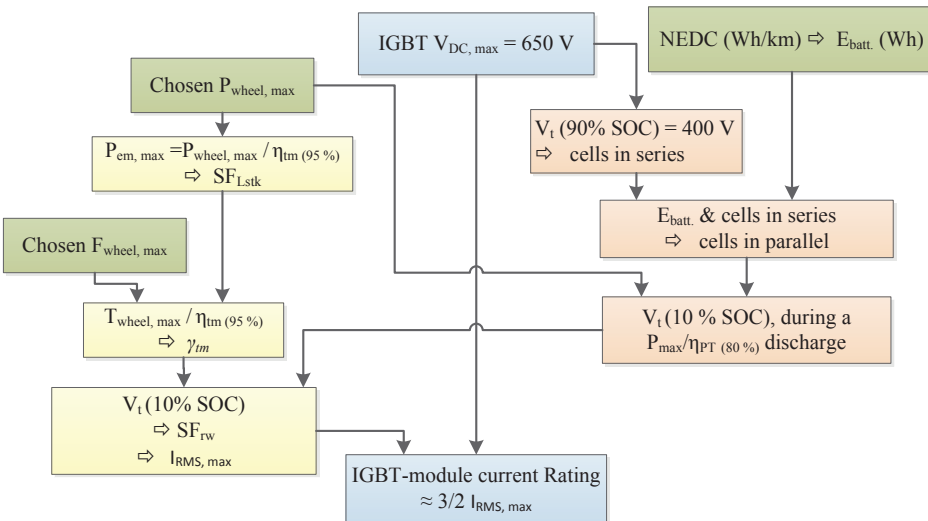 IGBT V_DC, max = 650 V
NEDC (Wh/km) ⇨ E_batt. (Wh)
Chosen P_wheel, max
V_t (90% SOC) = 400 V
⇨ cells in series
P_em, max =P_wheel, max / η_tm (95 %)
⇨ SF_Lstk
E_batt. & cells in series
⇨ cells in parallel
Chosen F_wheel, max
T_wheel, max / η_tm (95 %)
⇨ γ_tm
V_t (10 % SOC), during a
P_max/η_PT (80 %) discharge
V_t (10% SOC)
⇨ SF_rw
⇨ I_RMS, max
IGBT-module current Rating
≈ 3/2 I_RMS, max